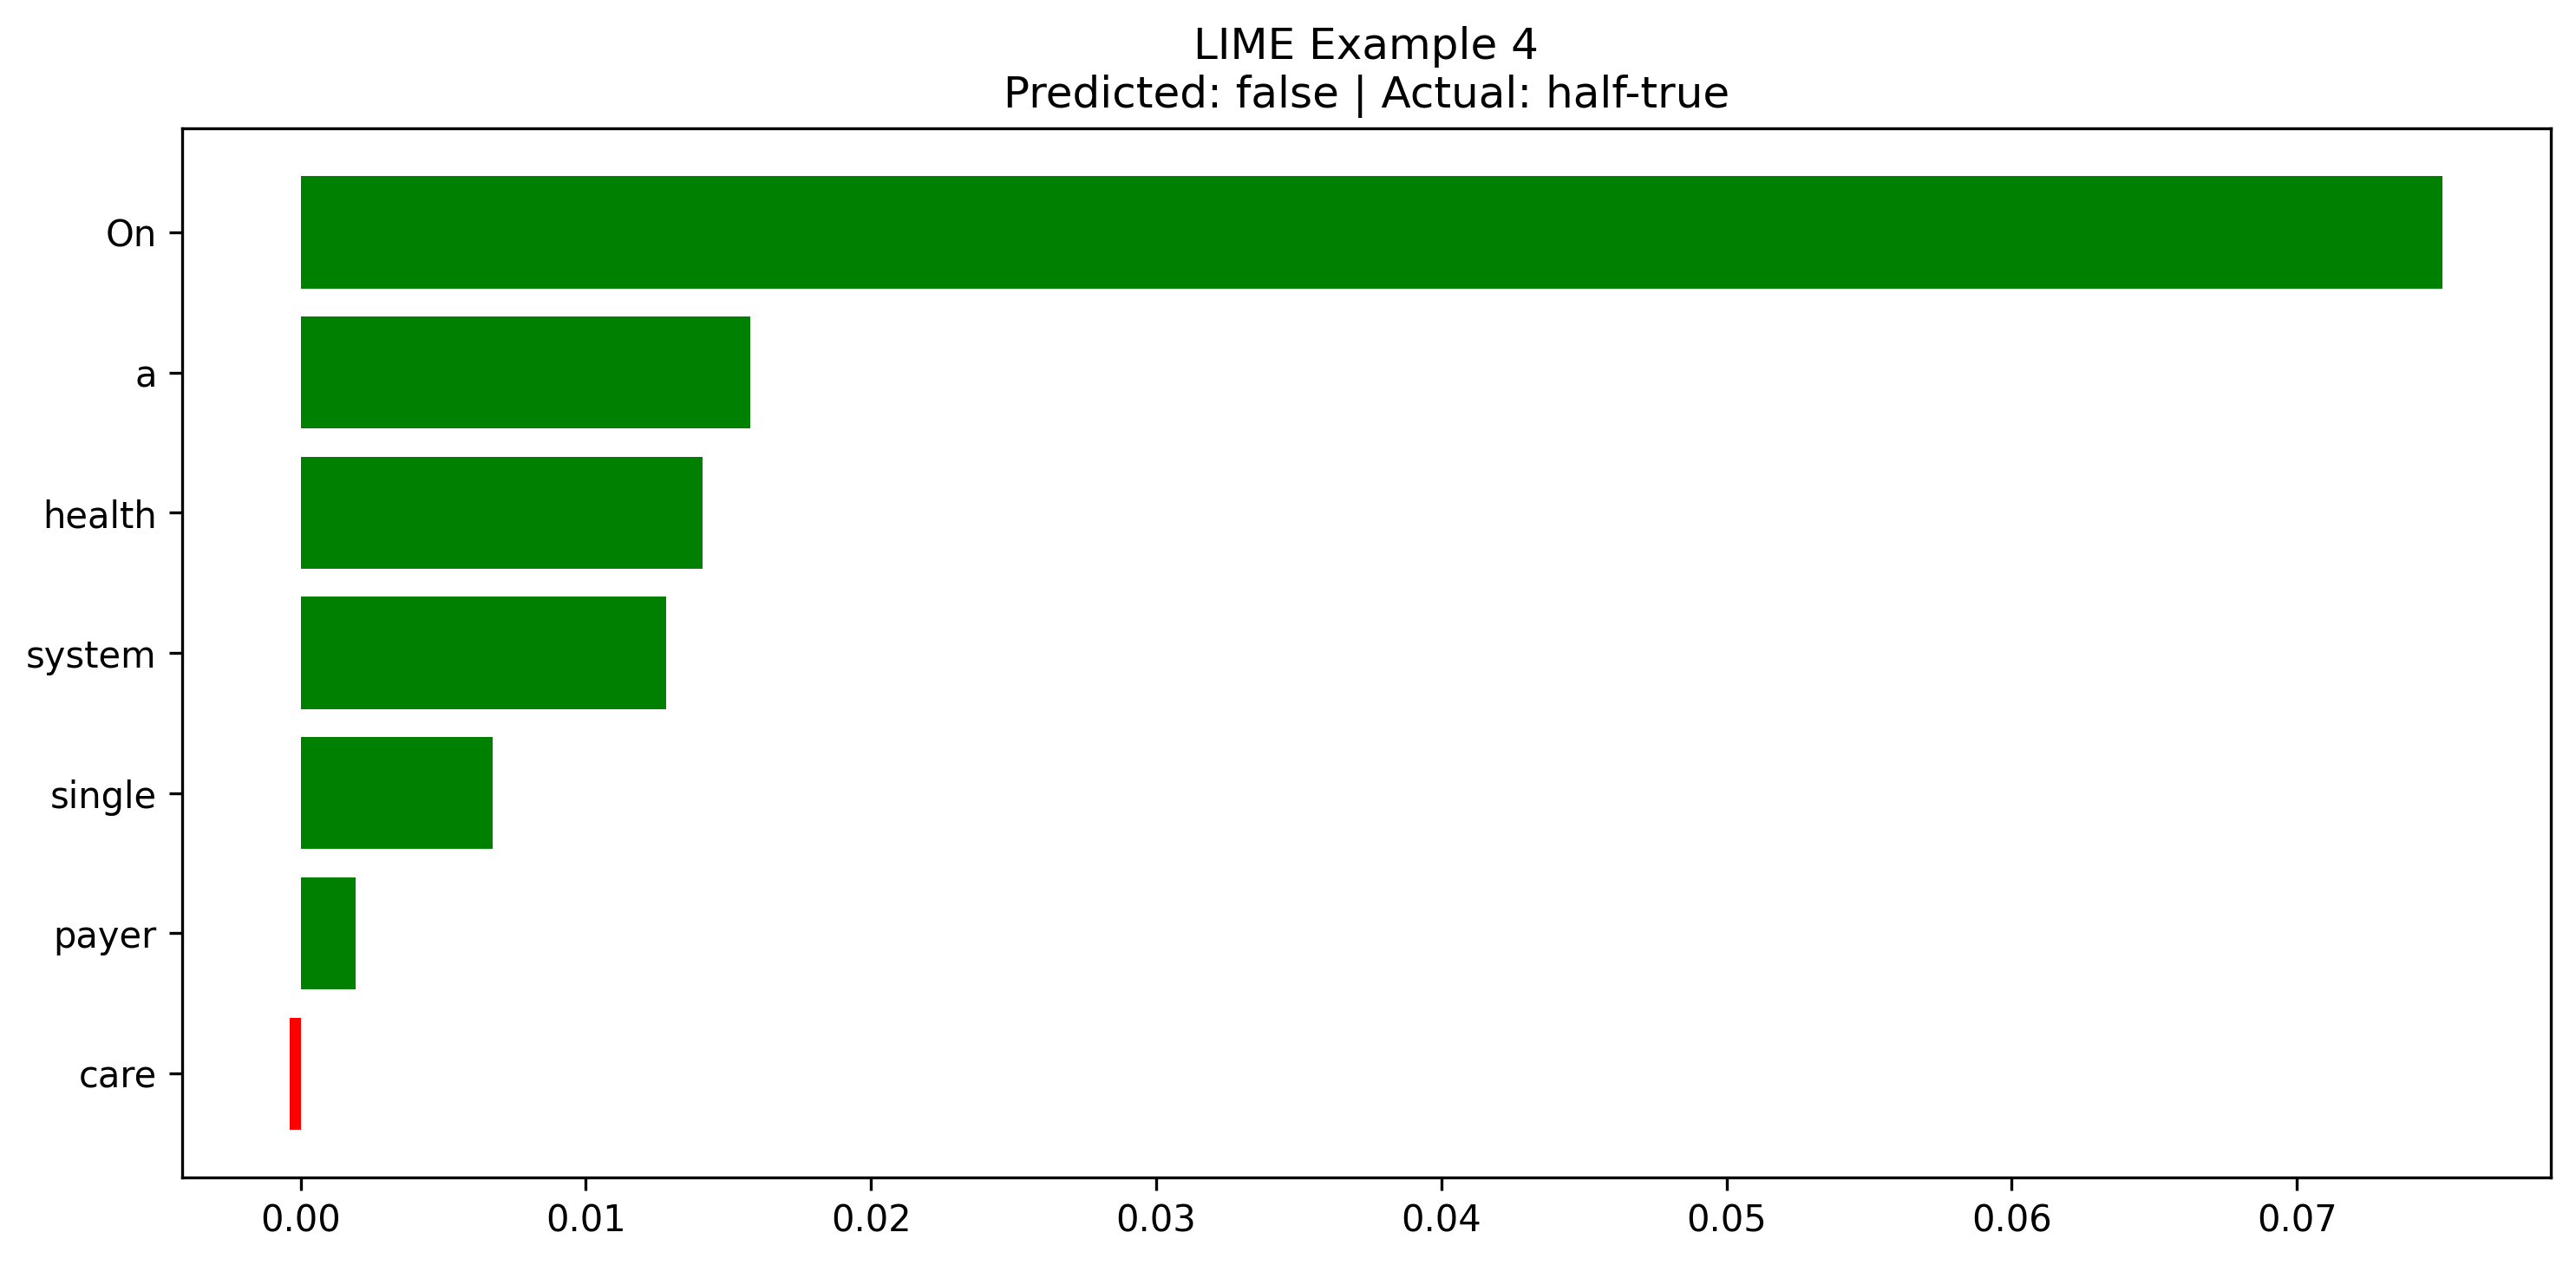 LIME Example 4
Predicted: false | Actual: half-true
On
a
health
system
single
payer
care
0.00 0.01 0.02 0.03 0.04 0.05 0.06 0.07